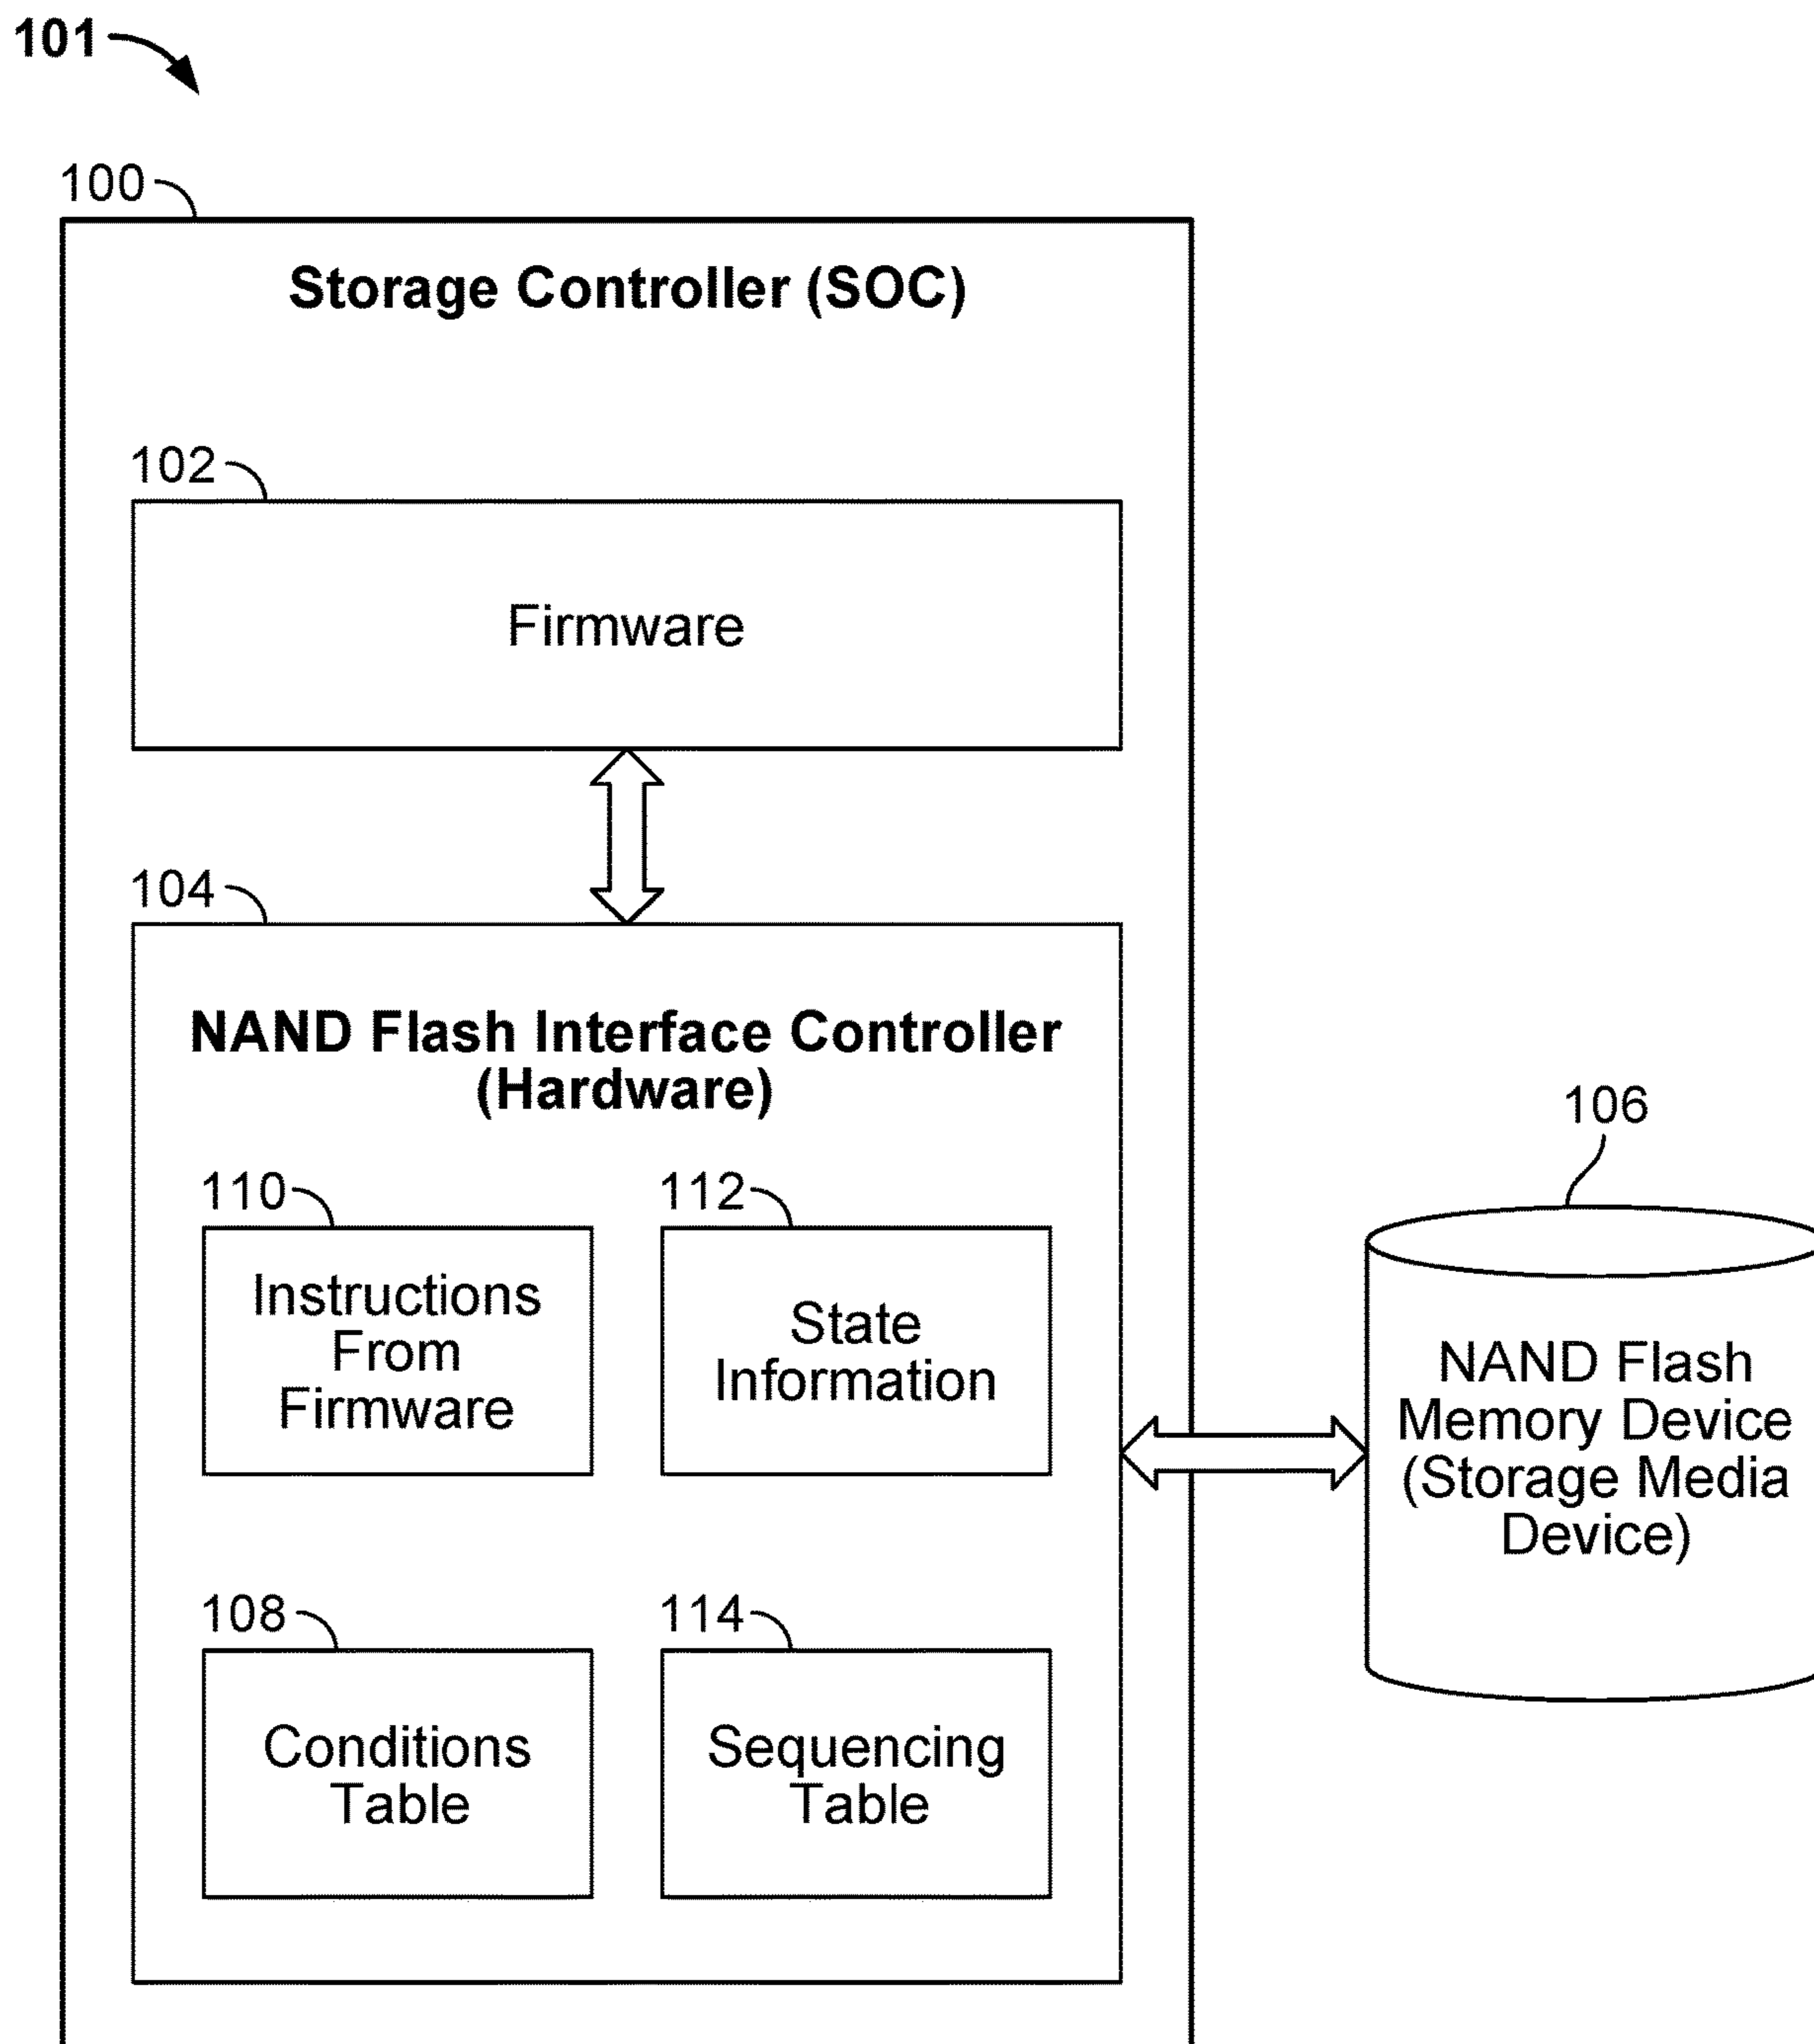 101
100
Storage Controller (SOC)
102
Firmware
104
NAND Flash Interface Controller
(Hardware)
110
Instructions
From
Firmware
112
State
Information
108
Conditions
Table
114
Sequencing
Table
106
NAND Flash
Memory Device
(Storage Media
Device)